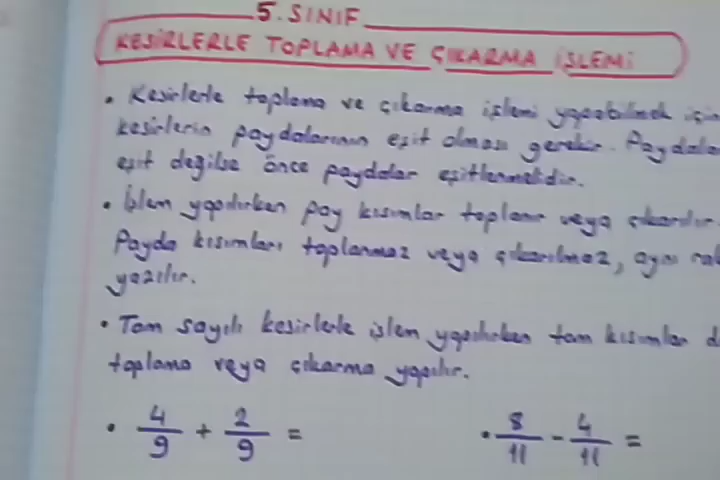 5. SINIF
KESİRLERLE TOPLAMA VE ÇIKARMA İŞLEMİ
• Kesirlerle toplama ve çıkarma işlemi yapabilmek için
kesirlerin paydalarının eşit olması gerekir. Paydala
eşit değilse önce paydalar eşitlenmelidir.
• İşlem yapılırken pay kısımlar toplanır veya çıkarılır.
Payda kısımları toplanmaz veya çıkarılmaz, aynı ra
yazılır.
• Tam sayılı kesirlerle işlem yapılırken tam kısımlar d
toplama veya çıkarma yapılır.
• 4/9 + 2/9 = • 8/11 - 4/11 =